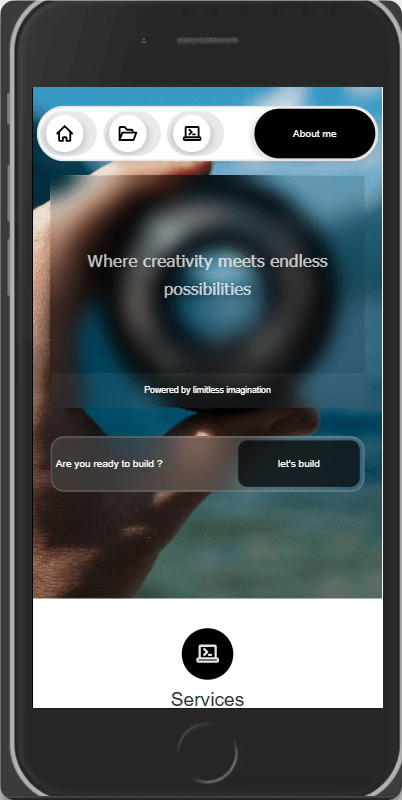 About me
Where creativity meets endless
possibilities
Powered by limitless imagination
Are you ready to build ?
let's build
Services